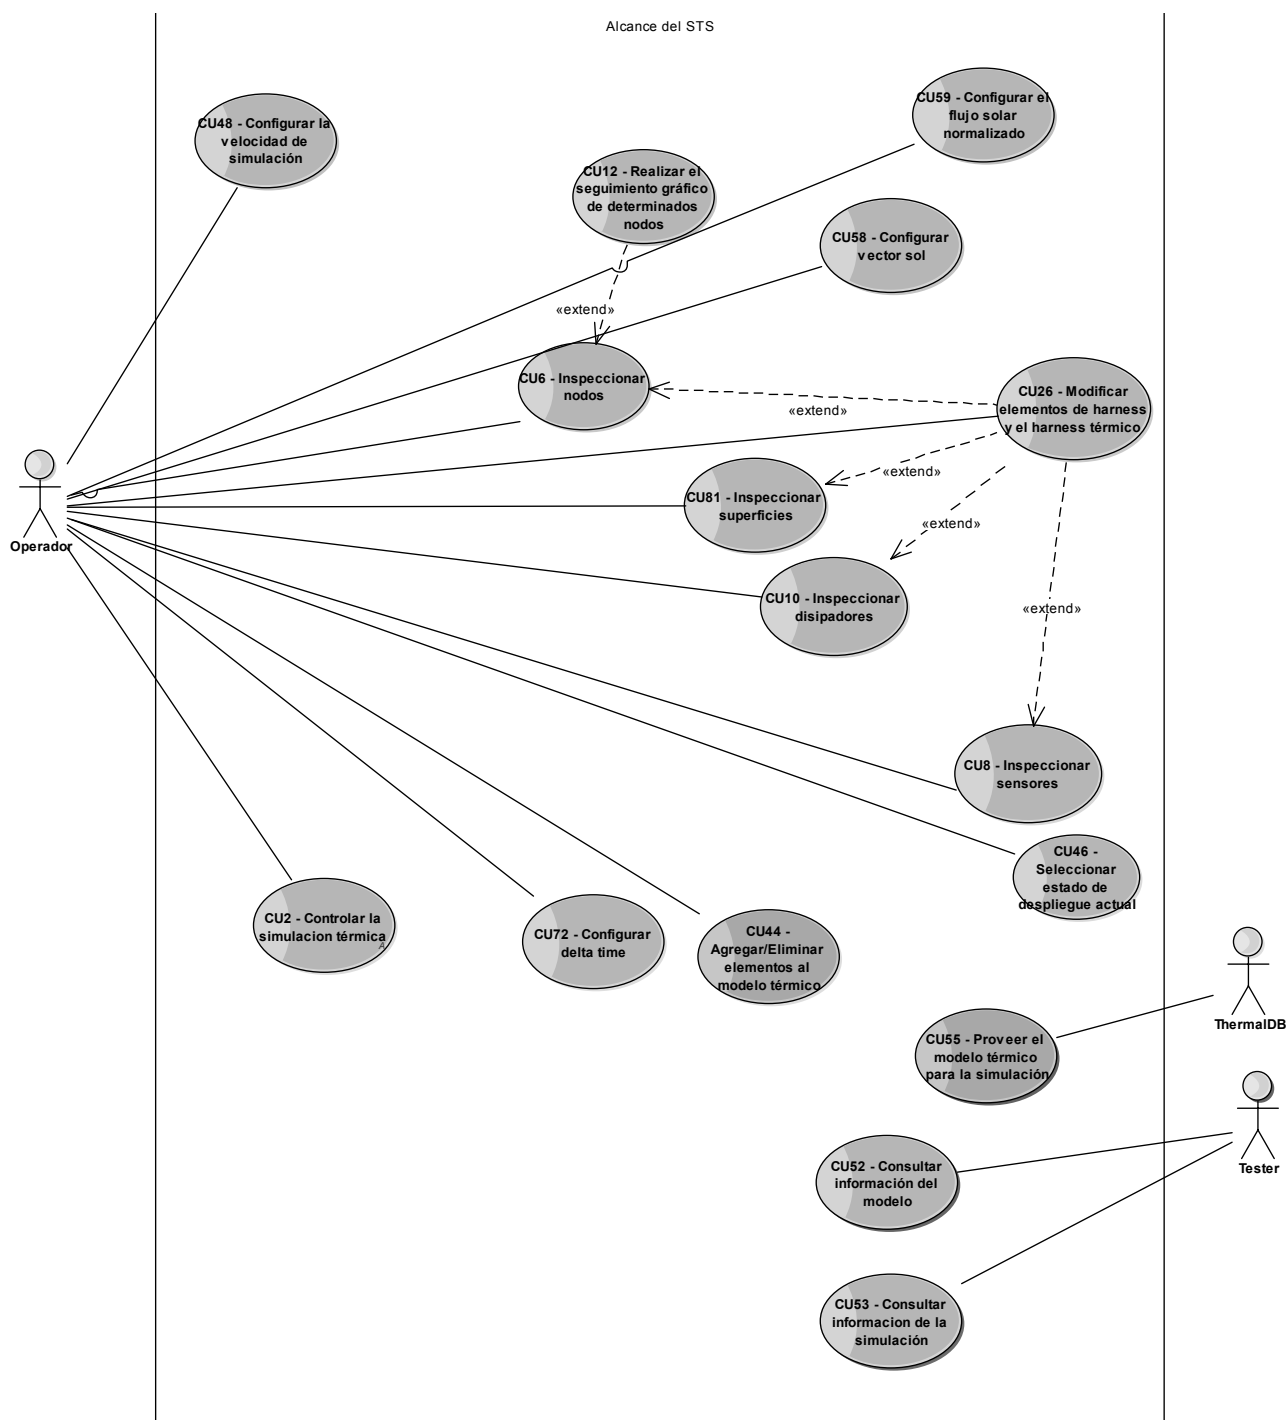 Alcance del STS
CU59 - Configurar el
flujo solar
normalizado
CU48 - Configurar la
velocidad de
simulación
CU12 - Realizar el
seguimiento gráfico
de determinados
nodos
CU58 - Configurar
vector sol
«extend»
CU6 - Inspeccionar
nodos
«extend»
CU26 - Modificar
elementos de harness
y el harness térmico
«extend»
CU81 - Inspeccionar
superficies
«extend»
Operador
CU10 - Inspeccionar
disipadores
«extend»
CU8 - Inspeccionar
sensores
CU46 -
Seleccionar
estado de
despliegue actual
CU2 - Controlar la
simulacion térmica
CU72 - Configurar
delta time
CU44 -
Agregar/Eliminar
elementos al
modelo térmico
ThermalDB
CU55 - Proveer el
modelo térmico
para la simulación
Tester
CU52 - Consultar
información del
modelo
CU53 - Consultar
informacion de la
simulación